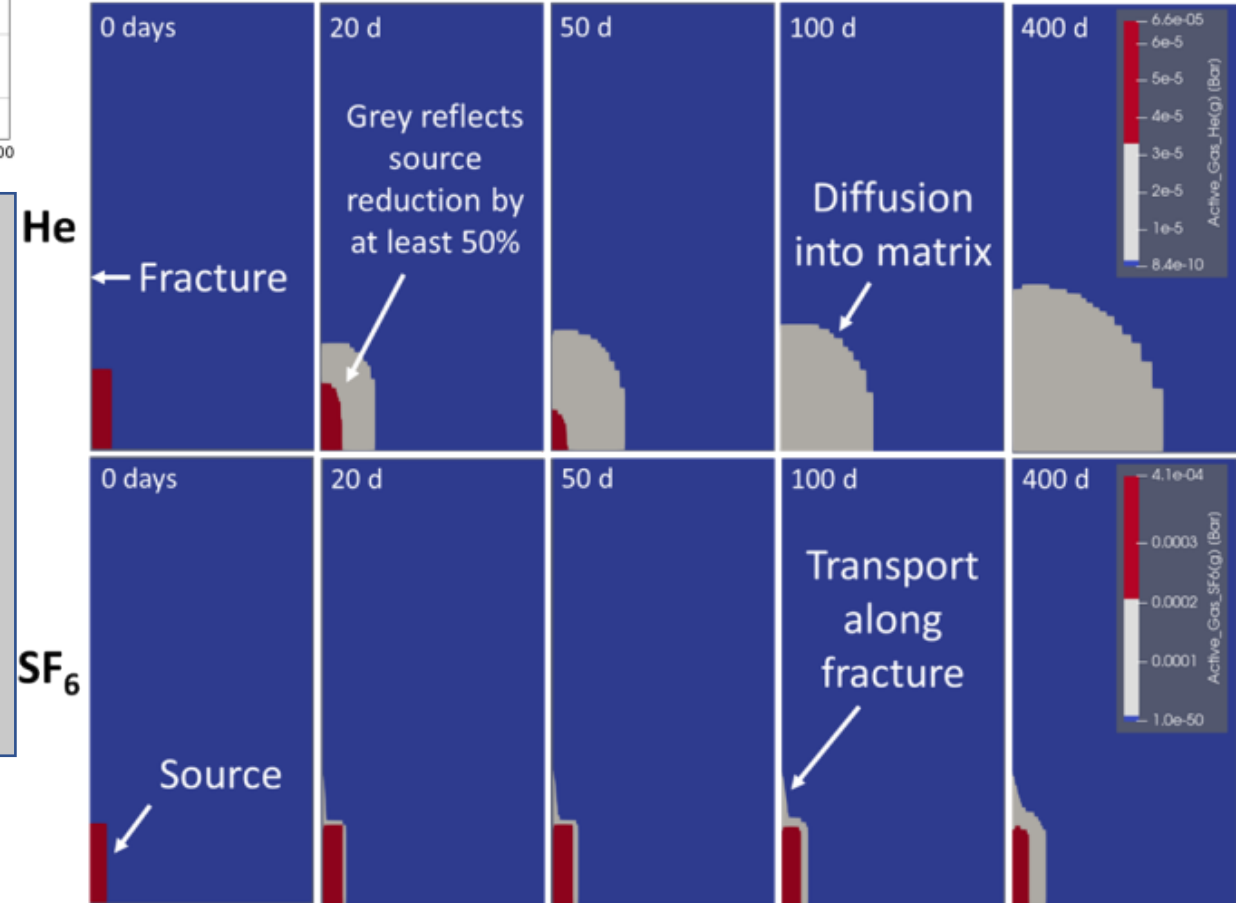 00
He
0 days
20 d
50 d
100 d
400 d
Grey reflects
source
reduction by
at least 50%
Fracture
Diffusion
into matrix
6.6e-05
6e-5
5e-5
4e-5
3e-5
2e-5
1e-5
8.4e-10
Active_Gas_He(g) (Bar)
SF6
0 days
20 d
50 d
100 d
400 d
Source
Transport
along
fracture
4.1e-04
0.0003
0.0002
0.0001
1.0e-50
Active_Gas_SF6(g) (Bar)